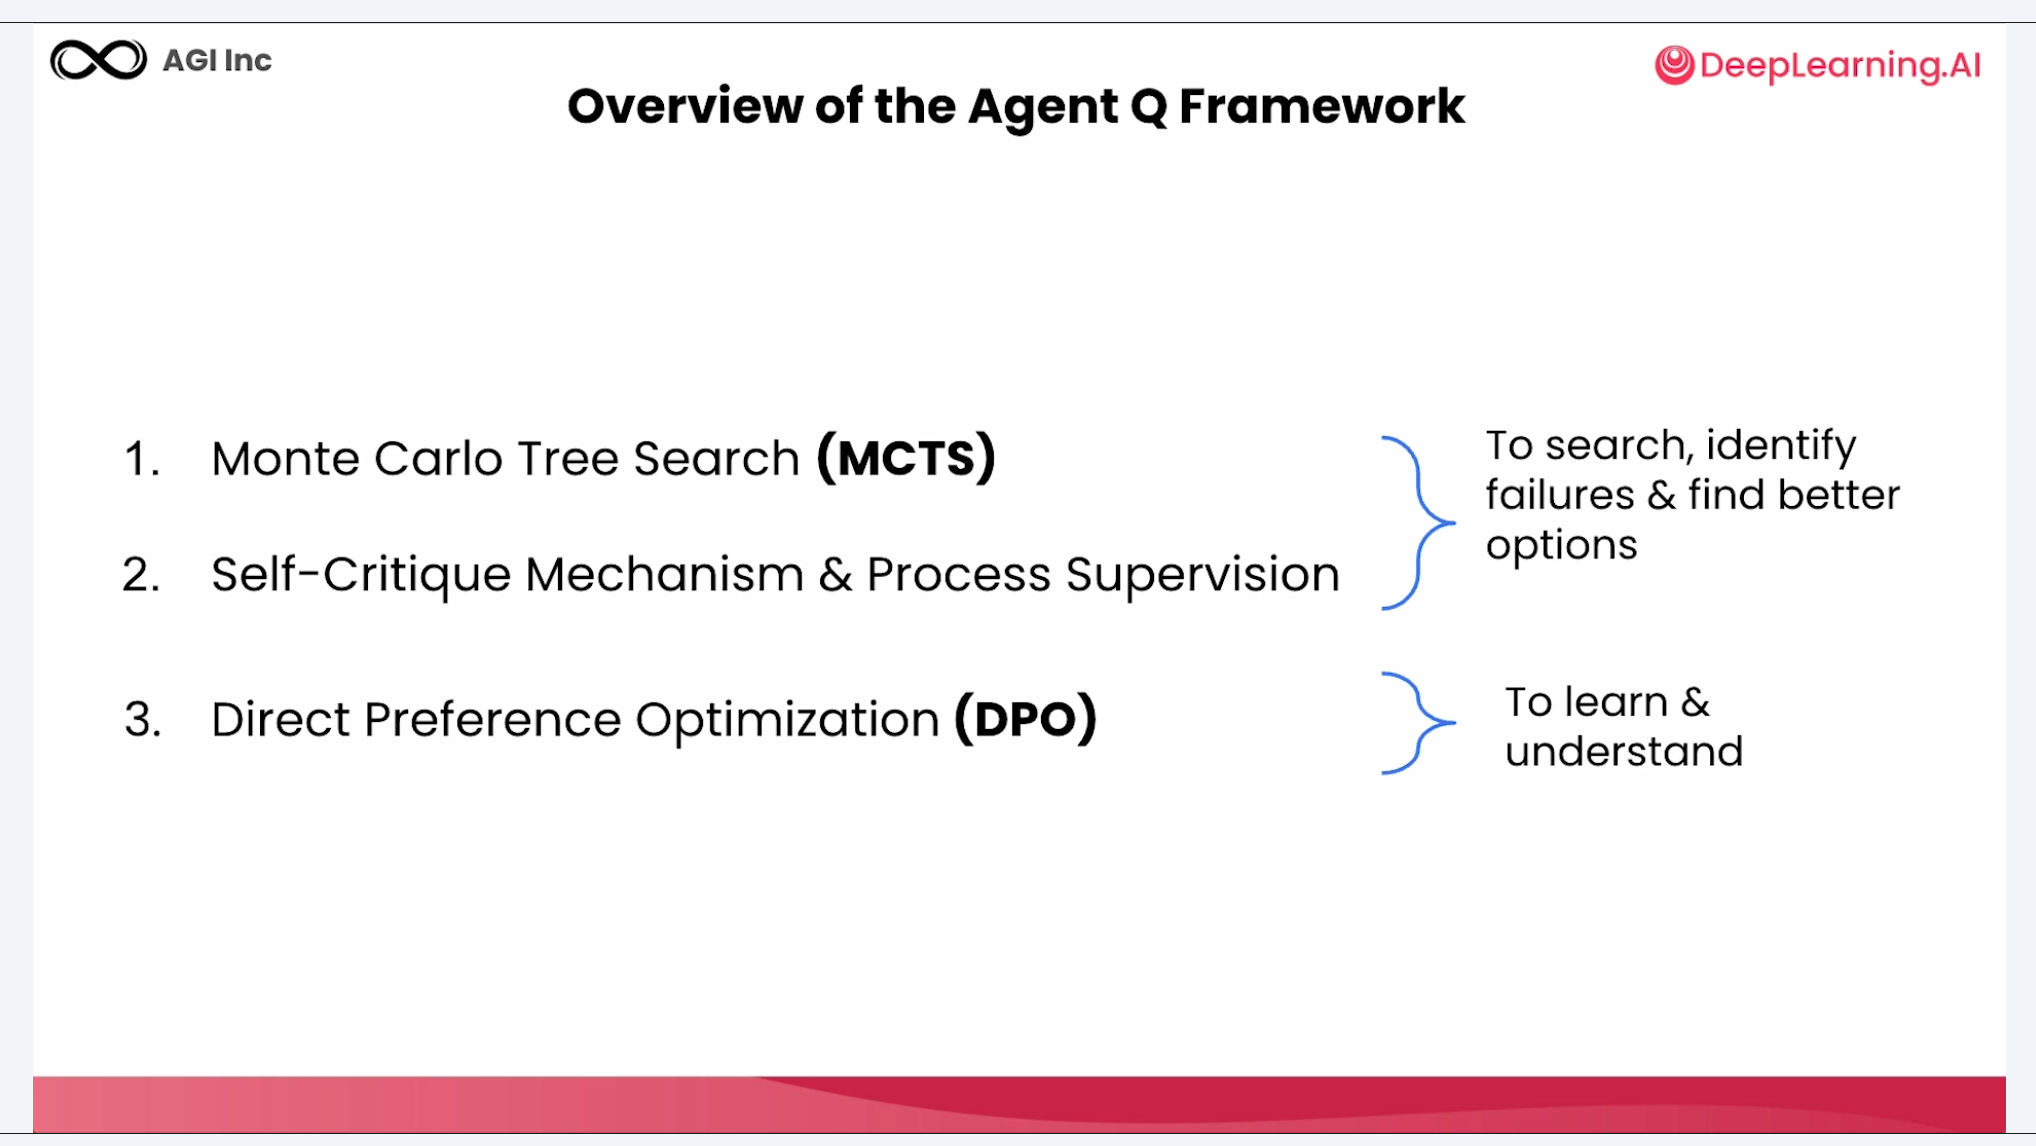 AGI Inc
DeepLearning.AI
Overview of the Agent Q Framework
1. Monte Carlo Tree Search (MCTS)
2. Self-Critique Mechanism & Process Supervision
To search, identify
failures & find better
options
3. Direct Preference Optimization (DPO)
To learn &
understand